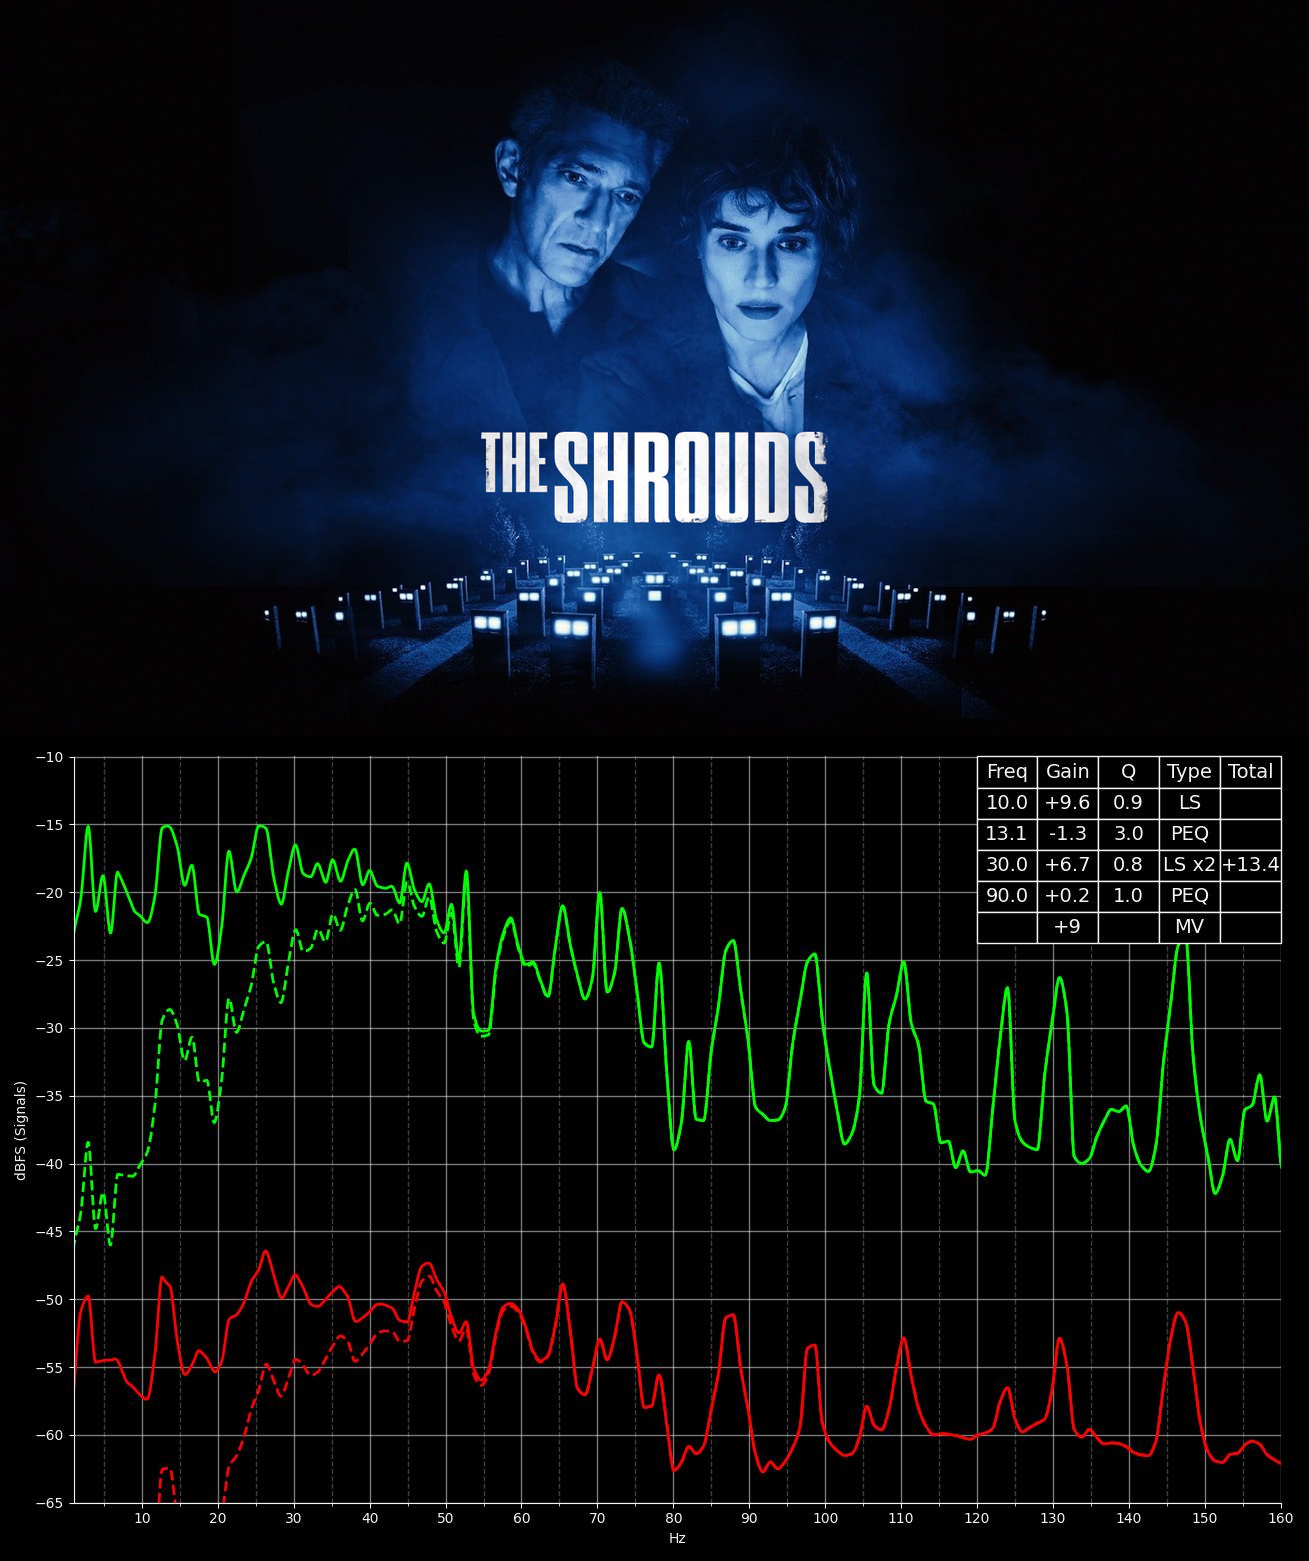 THE SHROUDS
Freq Gain Q Type Total
10.0 +9.6 0.9 LS
13.1 -1.3 3.0 PEQ
30.0 +6.7 0.8 LS x2 +13.4
90.0 +0.2 1.0 PEQ
+9 MV
−10
−15
−20
−25
−30
−35
−40
−45
−50
−55
−60
−65
dBFS (Signals)
10 20 30 40 50 60 70 80 90 100 110 120 130 140 150 160
Hz